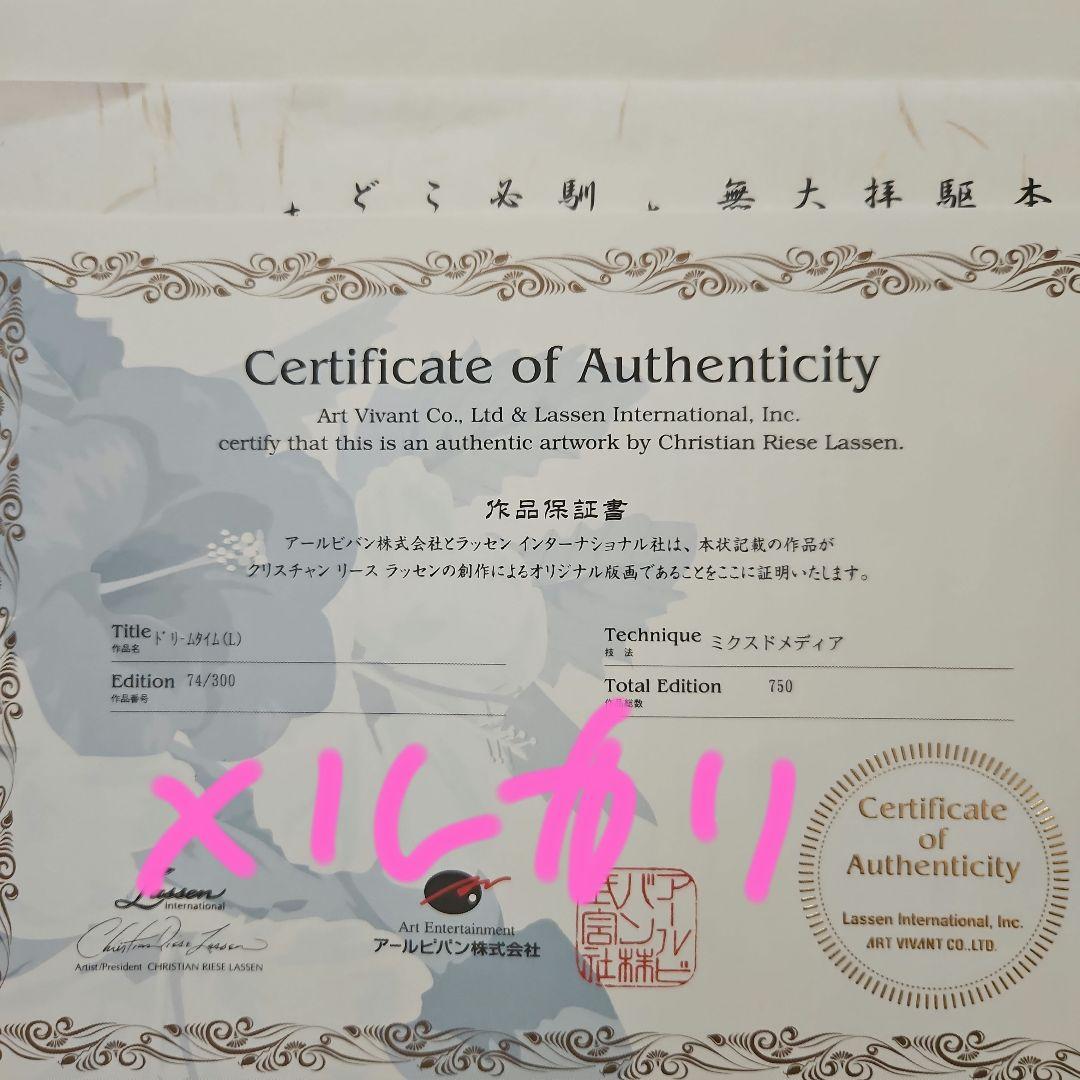 どこ必馴
無大拝駆本
Certificate of Authenticity
Art Vivant Co., Ltd & Lassen International, Inc.
certify that this is an authentic artwork by Christian Riese Lassen.
作品保証書
アールビバン株式会社とラッセン インターナショナル社は、本状記載の作品が
クリスチャン リース ラッセンの創作によるオリジナル版画であることをここに証明いたします。
Title ドリームタイム(L)
作品名
Technique ミクスドメディア
技 法
Edition 74/300
作品番号
Total Edition 750
作品総数
メルカリ
Lassen
International
Christian Riese Lassen
Artist/President CHRISTIAN RIESE LASSEN
Art Entertainment
アールビバン株式会社
アールビ
バン株
式会社
Certificate
of
Authenticity
Lassen International, Inc.
ART VIVANT CO.,LTD.